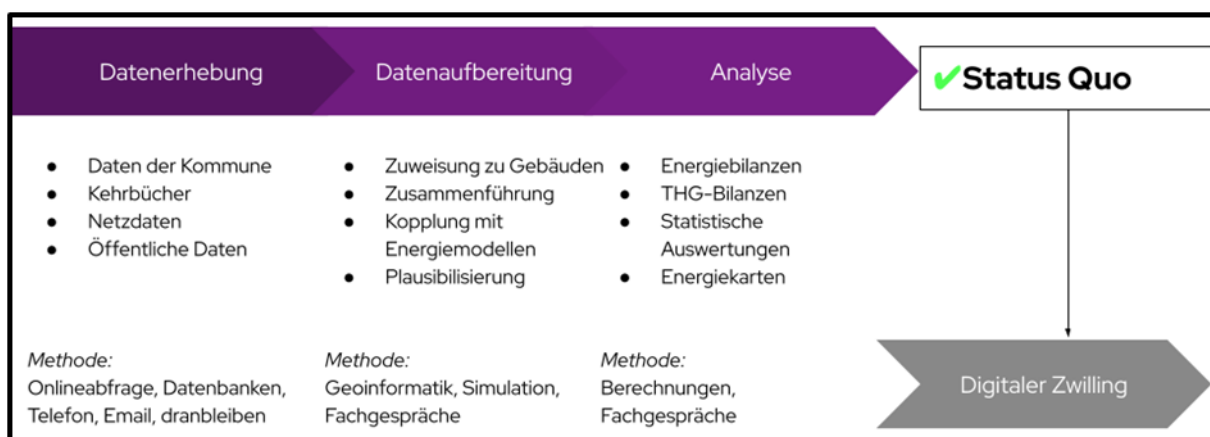 Datenerhebung
Datenaufbereitung
Analyse
✔Status Quo
● Daten der Kommune
● Kehrbücher
● Netzdaten
● Öffentliche Daten
● Zuweisung zu Gebäuden
● Zusammenführung
● Kopplung mit
Energiemodellen
● Plausibilisierung
● Energiebilanzen
● THG-Bilanzen
● Statistische
Auswertungen
● Energiekarten
Methode:
Onlineabfrage, Datenbanken,
Telefon, Email, dranbleiben
Methode:
Geoinformatik, Simulation,
Fachgespräche
Methode:
Berechnungen,
Fachgespräche
Digitaler Zwilling